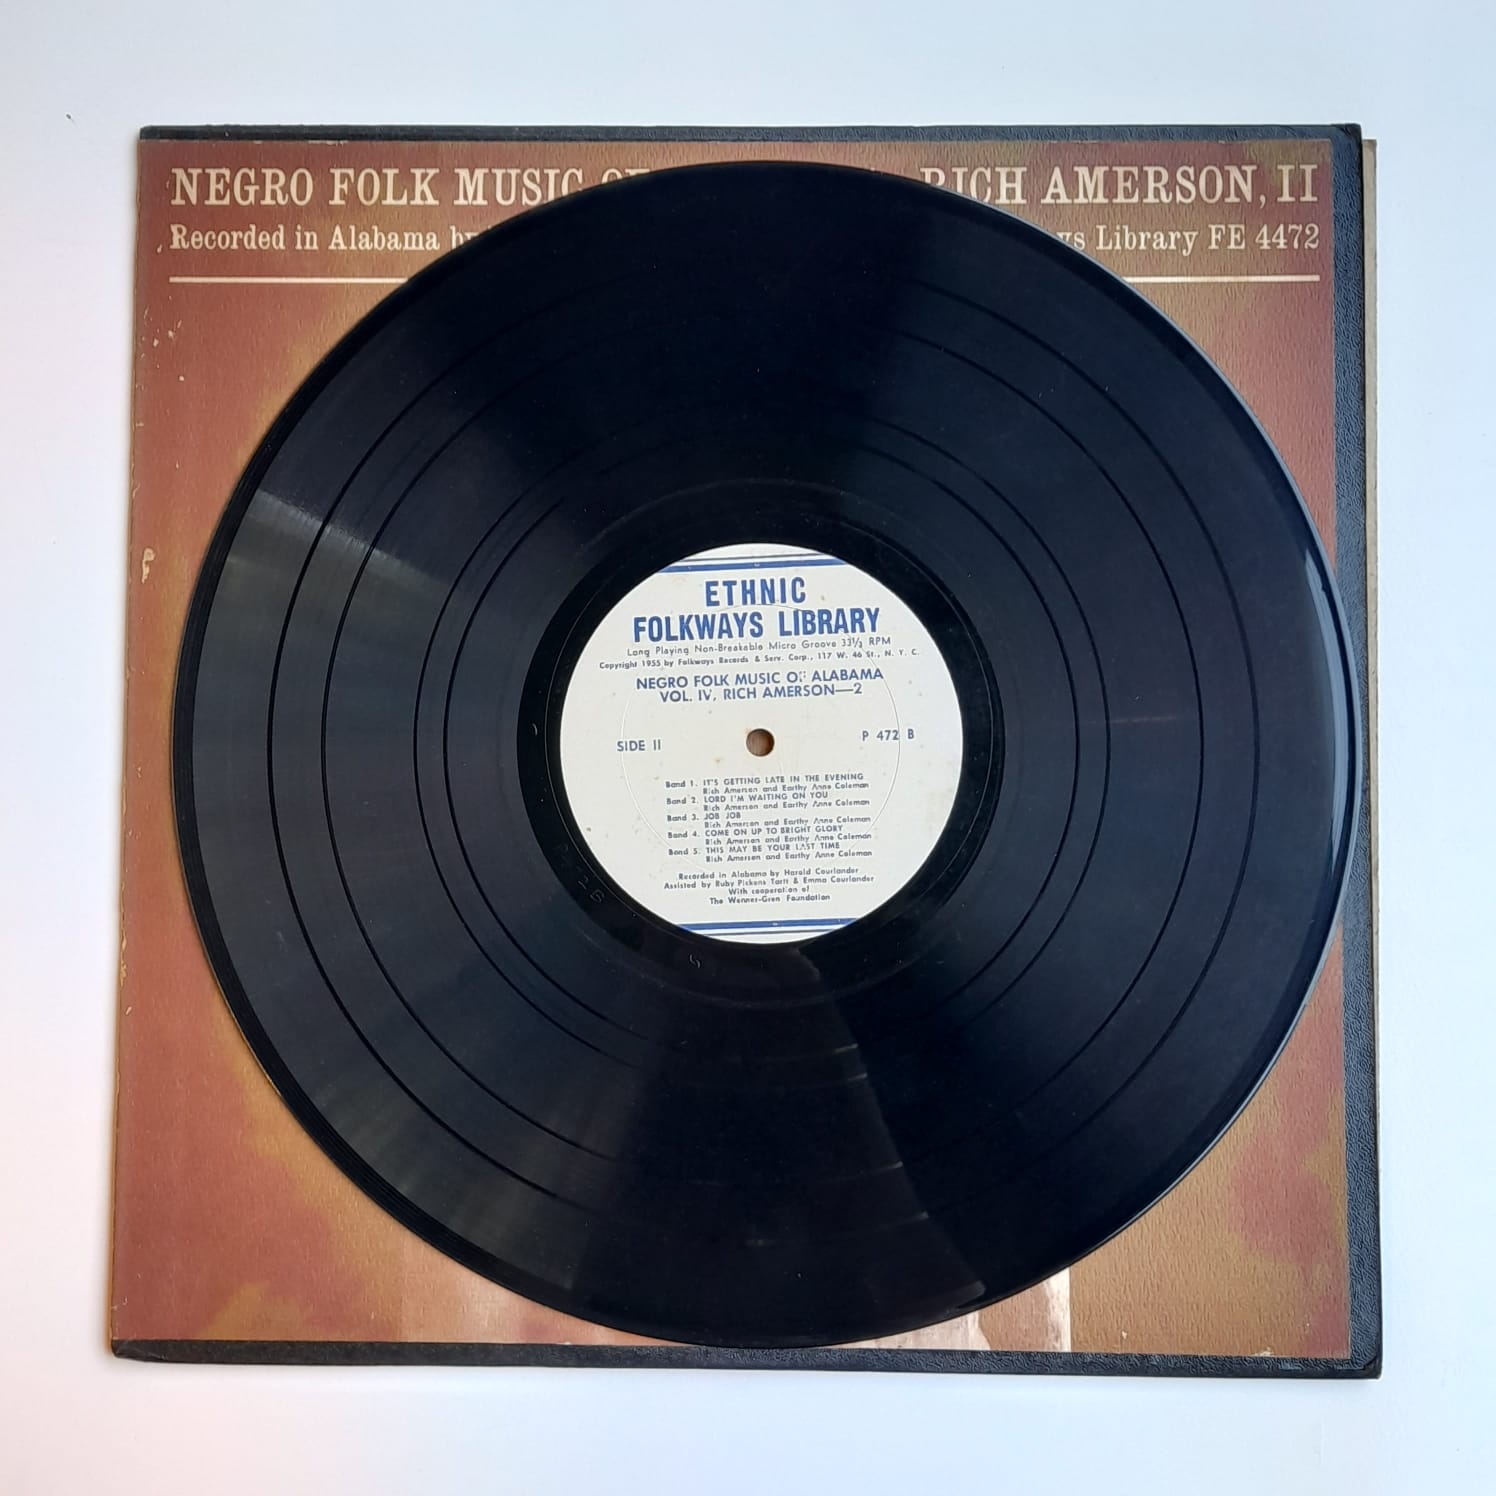 NEGRO FOLK MUSIC RICH AMERSON, II
Recorded in Alabama Library FE 4472
ETHNIC
FOLKWAYS LIBRARY
Long Playing Non-Breakable Micro Groove 33⅓ RPM
Copyright 1955 by Folkways Records & Serv. Corp., 117 W. 46 St., N. Y. C.
NEGRO FOLK MUSIC OF ALABAMA
VOL. IV, RICH AMERSON—2
SIDE II P 472 B
Band 1. IT'S GETTING LATE IN THE EVENING
Rich Amerson and Earthy Anne Coleman
Band 2. LORD I'M WAITING ON YOU
Rich Amerson and Earthy Anne Coleman
Band 3. JOB JOB
Rich Amerson and Earthy Anne Coleman
Band 4. COME ON UP TO BRIGHT GLORY
Rich Amerson and Earthy Anne Coleman
Band 5. THIS MAY BE YOUR LAST TIME
Rich Amerson and Earthy Anne Coleman
Recorded in Alabama by Harold Courlander
Assisted by Ruby Pickens Tartt & Emma Courlander
With cooperation of
The Wenner-Gren Foundation